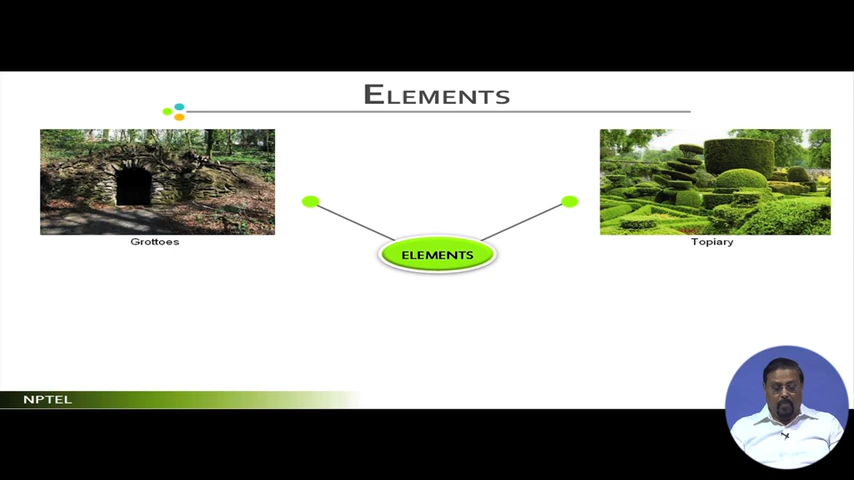 ELEMENTS
Grottoes
Topiary
ELEMENTS
NPTEL